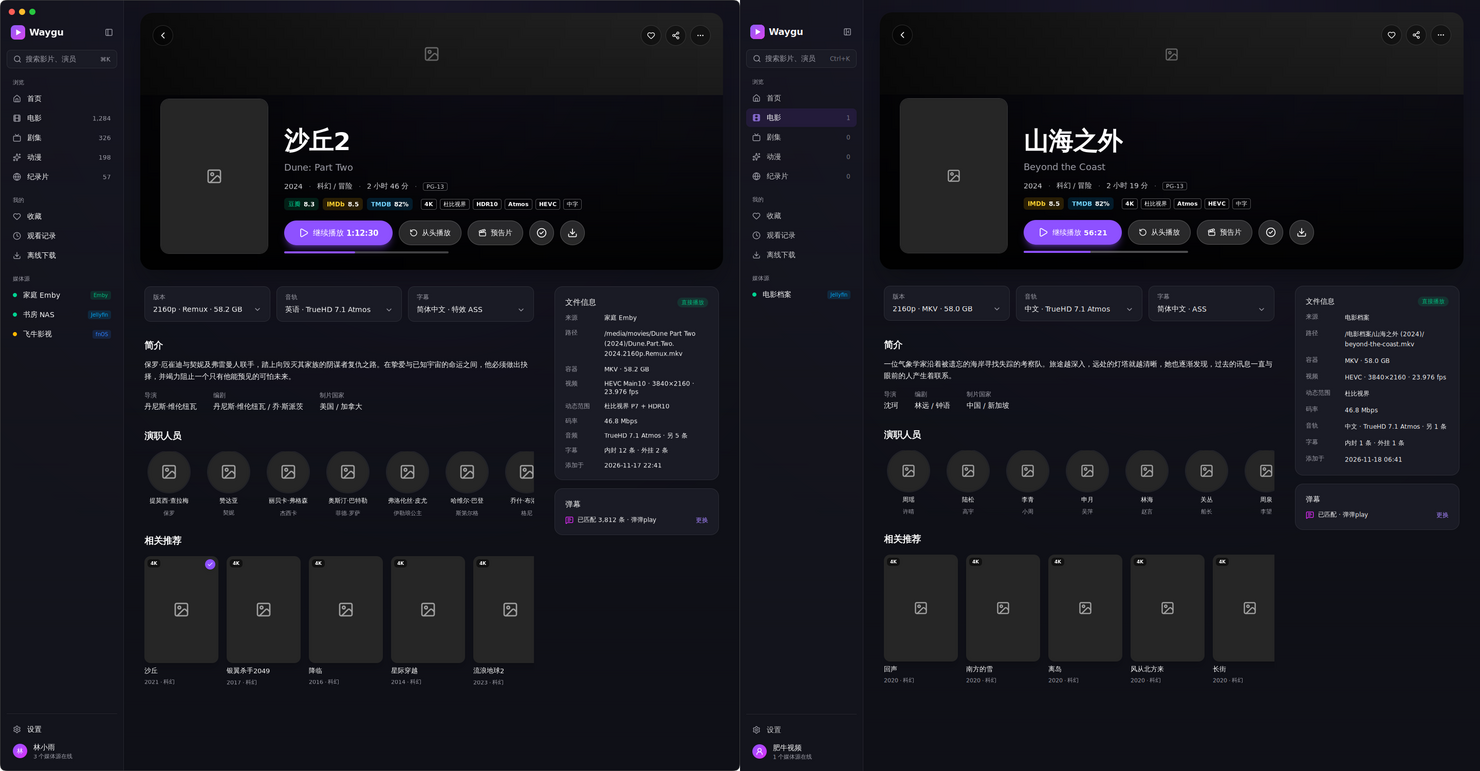 Waygu
搜索影片、演员 ⌘K
浏览
首页
电影 1,284
剧集 326
动漫 198
纪录片 57
我的
收藏
观看记录
离线下载
媒体源
家庭 Emby Emby
书房 NAS Jellyfin
飞牛影视 fnOS
设置
林
林小雨
3 个媒体源在线
沙丘2
Dune: Part Two
2024 · 科幻 / 冒险 · 2 小时 46 分 · PG-13
豆瓣 8.3 IMDb 8.5 TMDB 82% 4K 杜比视界 HDR10 Atmos HEVC 中字
继续播放 1:12:30 从头播放 预告片
版本
2160p · Remux · 58.2 GB
音轨
英语 · TrueHD 7.1 Atmos
字幕
简体中文 · 特效 ASS
简介
保罗·厄崔迪与契妮及弗雷曼人联手，踏上向毁灭其家族的阴谋者复仇之路。在挚爱与已知宇宙的命运之间，他必须做出抉
择，并竭力阻止一个只有他能预见的可怕未来。
导演
丹尼斯·维伦纽瓦
编剧
丹尼斯·维伦纽瓦 / 乔·斯派茨
制片国家
美国 / 加拿大
演职人员
提莫西·查拉梅
保罗
赞达亚
契妮
丽贝卡·弗格森
杰西卡
奥斯汀·巴特勒
菲德.罗萨
弗洛伦丝·皮尤
伊勒琅公主
哈维尔·巴登
斯第尔格
乔什·布洛
格尼
相关推荐
4K
沙丘
2021 · 科幻
4K
银翼杀手2049
2017 · 科幻
4K
降临
2016 · 科幻
4K
星际穿越
2014 · 科幻
4K
流浪地球2
2023 · 科幻
文件信息 直接播放
来源 家庭 Emby
路径 /media/movies/Dune Part Two
(2024)/Dune.Part.Two.
2024.2160p.Remux.mkv
容器 MKV · 58.2 GB
视频 HEVC Main10 · 3840×2160 ·
23.976 fps
动态范围 杜比视界 P7 + HDR10
码率 46.8 Mbps
音频 TrueHD 7.1 Atmos · 另 5 条
字幕 内封 12 条 · 外挂 2 条
添加于 2026-11-17 22:41
弹幕
已匹配 3,812 条 · 弹弹play 更换
Waygu
搜索影片、演员 Ctrl+K
浏览
首页
电影 1
剧集 0
动漫 0
纪录片 0
我的
收藏
观看记录
离线下载
媒体源
电影档案 Jellyfin
设置
肥牛视频
1 个媒体源在线
山海之外
Beyond the Coast
2024 · 科幻 / 冒险 · 2 小时 19 分 · PG-13
IMDb 8.5 TMDB 82% 4K 杜比视界 Atmos HEVC 中字
继续播放 56:21 从头播放 预告片
版本
2160p · MKV · 58.0 GB
音轨
中文 · TrueHD 7.1 Atmos
字幕
简体中文 · ASS
简介
一位气象学家沿着被遗忘的海岸寻找失踪的考察队。旅途越深入，远处的灯塔就越清晰，她也逐渐发现，过去的讯息一直与
眼前的人产生着联系。
导演
沈珂
编剧
林远 / 钟语
制片国家
中国 / 新加坡
演职人员
周瑶
许晴
陆松
高宇
李青
小周
申月
吴萍
林海
赵言
关丛
船长
周泉
李望
相关推荐
4K
回声
2020 · 科幻
4K
南方的雪
2020 · 科幻
4K
离岛
2020 · 科幻
4K
风从北方来
2020 · 科幻
4K
长街
2020 · 科幻
文件信息 直接播放
来源 电影档案
路径 /电影档案/山海之外 (2024)/
beyond-the-coast.mkv
容器 MKV · 58.0 GB
视频 HEVC · 3840×2160 · 23.976 fps
动态范围 杜比视界
码率 46.8 Mbps
音轨 中文 · TrueHD 7.1 Atmos · 另 1 条
字幕 内封 1 条 · 外挂 1 条
添加于 2026-11-18 06:41
弹幕
已匹配 · 弹弹play 更换